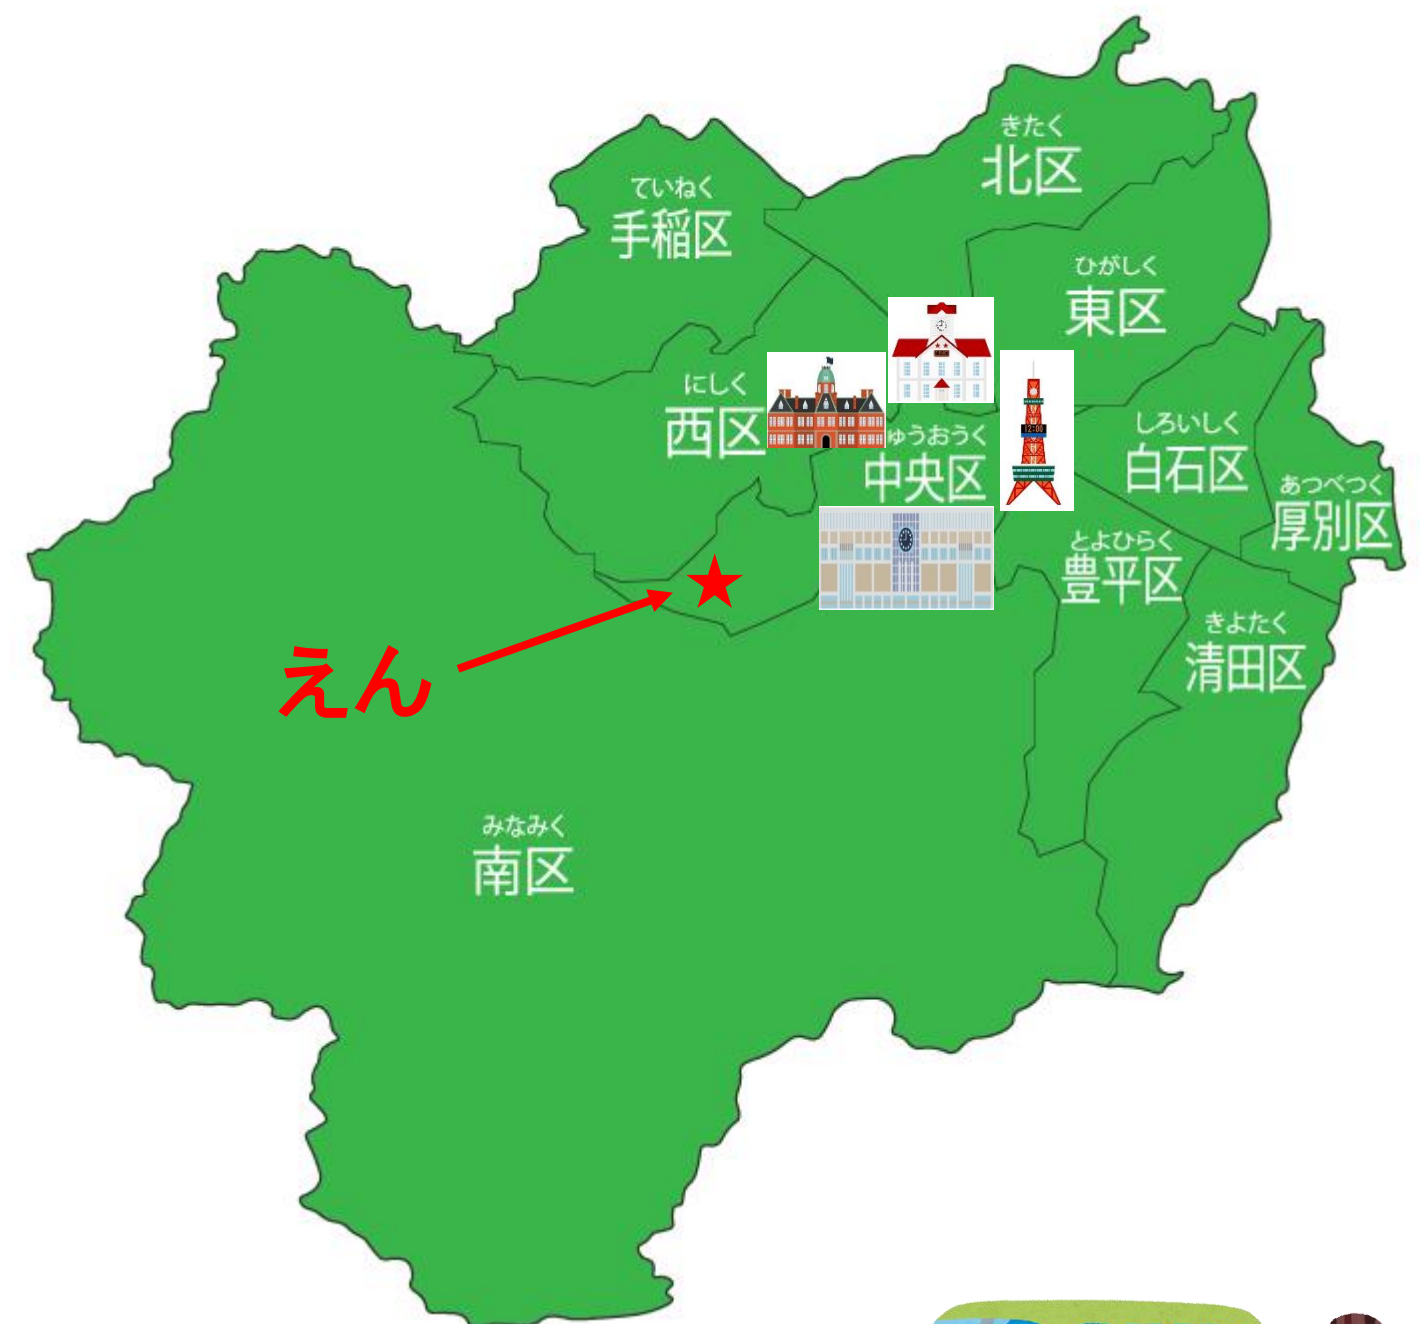 きたく
北区
ていねく
手稲区
ひがしく
東区
にしく
西区
ゅうおうく
中央区
12:00
しろいしく
白石区
あつべつく
厚別区
とよひらく
豊平区
きよたく
清田区
えん
みなみく
南区